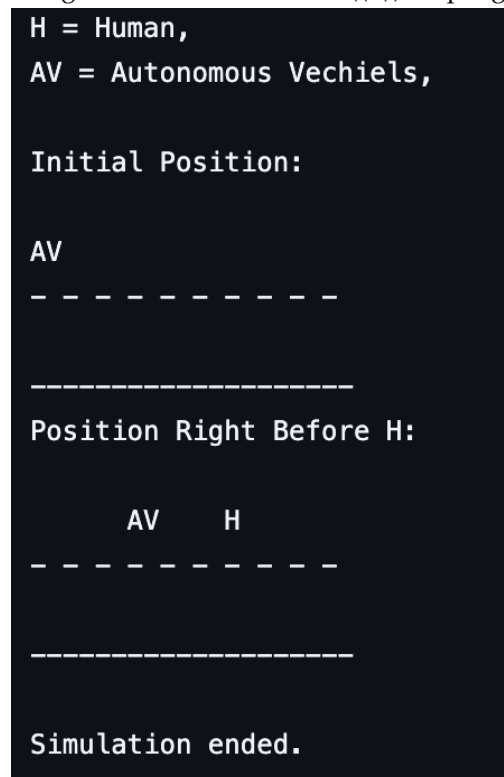 H = Human,
AV = Autonomous Vechiels,
Initial Position:
AV
- - - - - - - - - -
--------------------
Position Right Before H:
AV    H
- - - - - - - - - -
--------------------
Simulation ended.